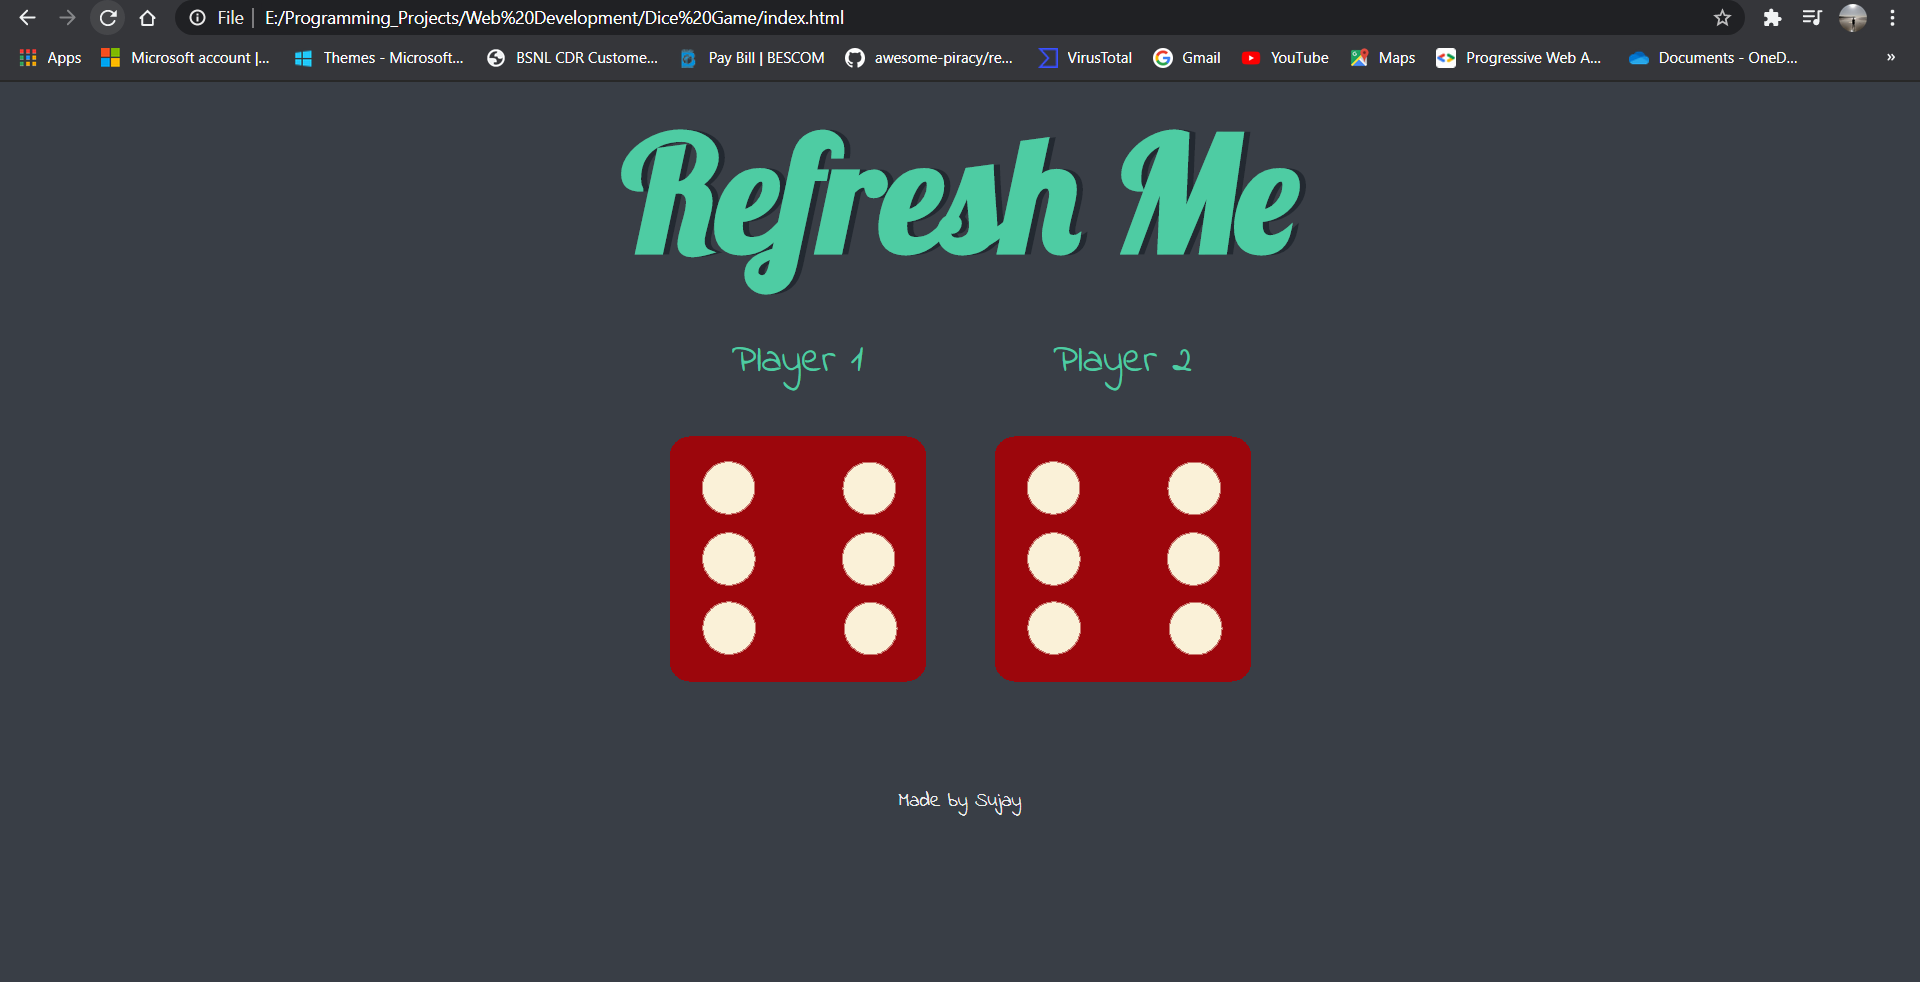 File E:/Programming_Projects/Web%20Development/Dice%20Game/index.html
Apps Microsoft account |... Themes - Microsoft... BSNL CDR Custome... Pay Bill | BESCOM awesome-piracy/re... VirusTotal Gmail YouTube Maps Progressive Web A... Documents - OneD... »
Refresh Me
Player 1 Player 2
Made by Sujay